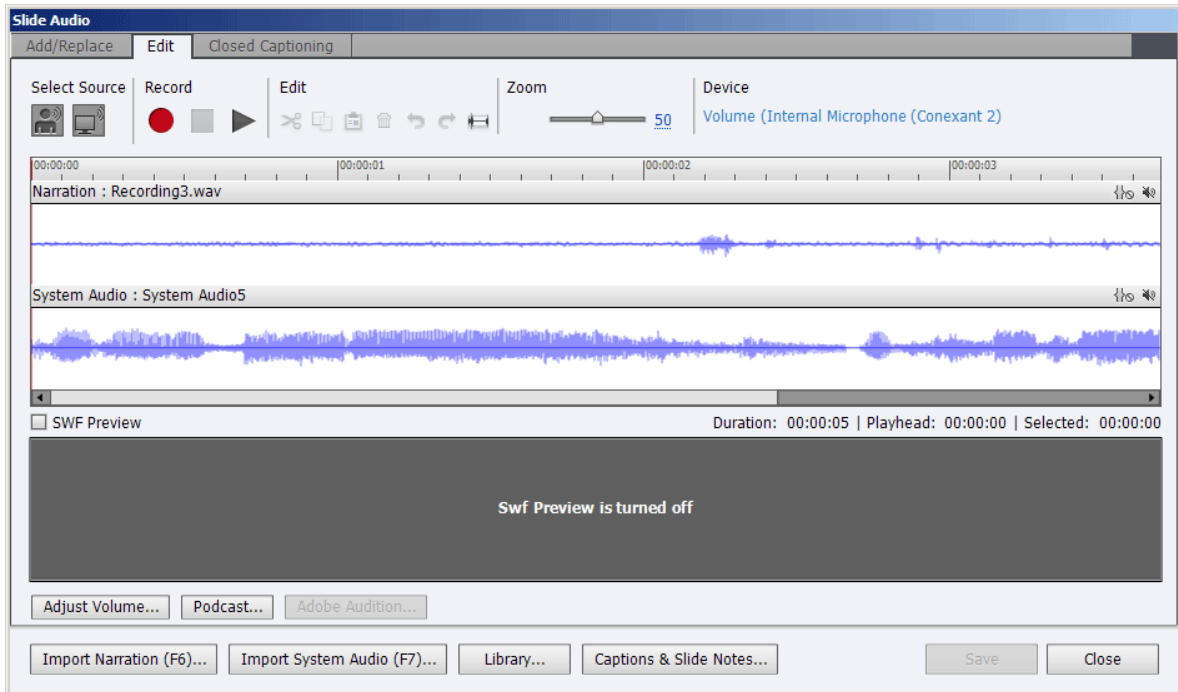 Slide Audio
Add/Replace Edit Closed Captioning
Select Source Record Edit Zoom Device
50 Volume (Internal Microphone (Conexant 2)
00:00:00 00:00:01 00:00:02 00:00:03
Narration : Recording3.wav
System Audio : System Audio5
SWF Preview Duration: 00:00:05 | Playhead: 00:00:00 | Selected: 00:00:00
Swf Preview is turned off
Adjust Volume... Podcast... Adobe Audition...
Import Narration (F6)... Import System Audio (F7)... Library... Captions & Slide Notes... Save Close